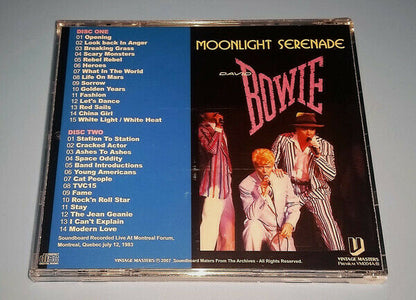 DISC ONE
01 Opening
02 Look back In Anger
03 Breaking Grass
04 Scary Monsters
05 Rebel Rebel
06 Heroes
07 What In The World
08 Life On Mars
09 Sorrow
10 Golden Years
11 Fashion
12 Let's Dance
13 Red Sails
14 China Girl
15 White Light / White Heat
DISC TWO
01 Station To Station
02 Cracked Actor
03 Ashes To Ashes
04 Space Oddity
05 Band Introductions
06 Young Americans
07 Cat People
08 TVC15
09 Fame
10 Rock'n Roll Star
11 Stay
12 The Jean Geanie
13 I Can't Explain
14 Modern Love
Soundboard Recorded Live At Montreal Forum,
Montreal, Quebec july 12, 1983
MOONLIGHT SERENADE
DAVID
BOWIE
VINTAGE MASTERS © 2007 Soundboard Maters From The Archives - All Rights Reserved.
VINTAGE MASTERS